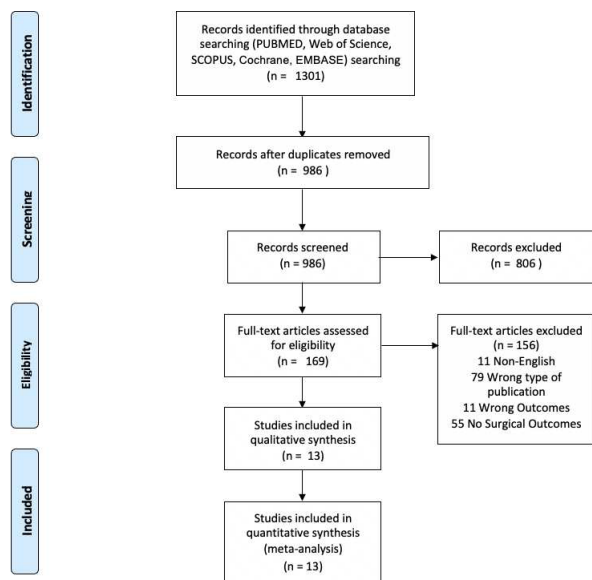 Identification
Records identified through database
searching (PUBMED, Web of Science,
SCOPUS, Cochrane, EMBASE) searching
(n = 1301)
Records after duplicates removed
(n = 986 )
Screening
Records screened
(n = 986)
Records excluded
(n = 806 )
Eligibility
Full-text articles assessed
for eligibility
(n = 169)
Full-text articles excluded
(n = 156)
11 Non-English
79 Wrong type of
publication
11 Wrong Outcomes
55 No Surgical Outcomes
Studies included in
qualitative synthesis
(n = 13)
Included
Studies included in
quantitative synthesis
(meta-analysis)
(n = 13)